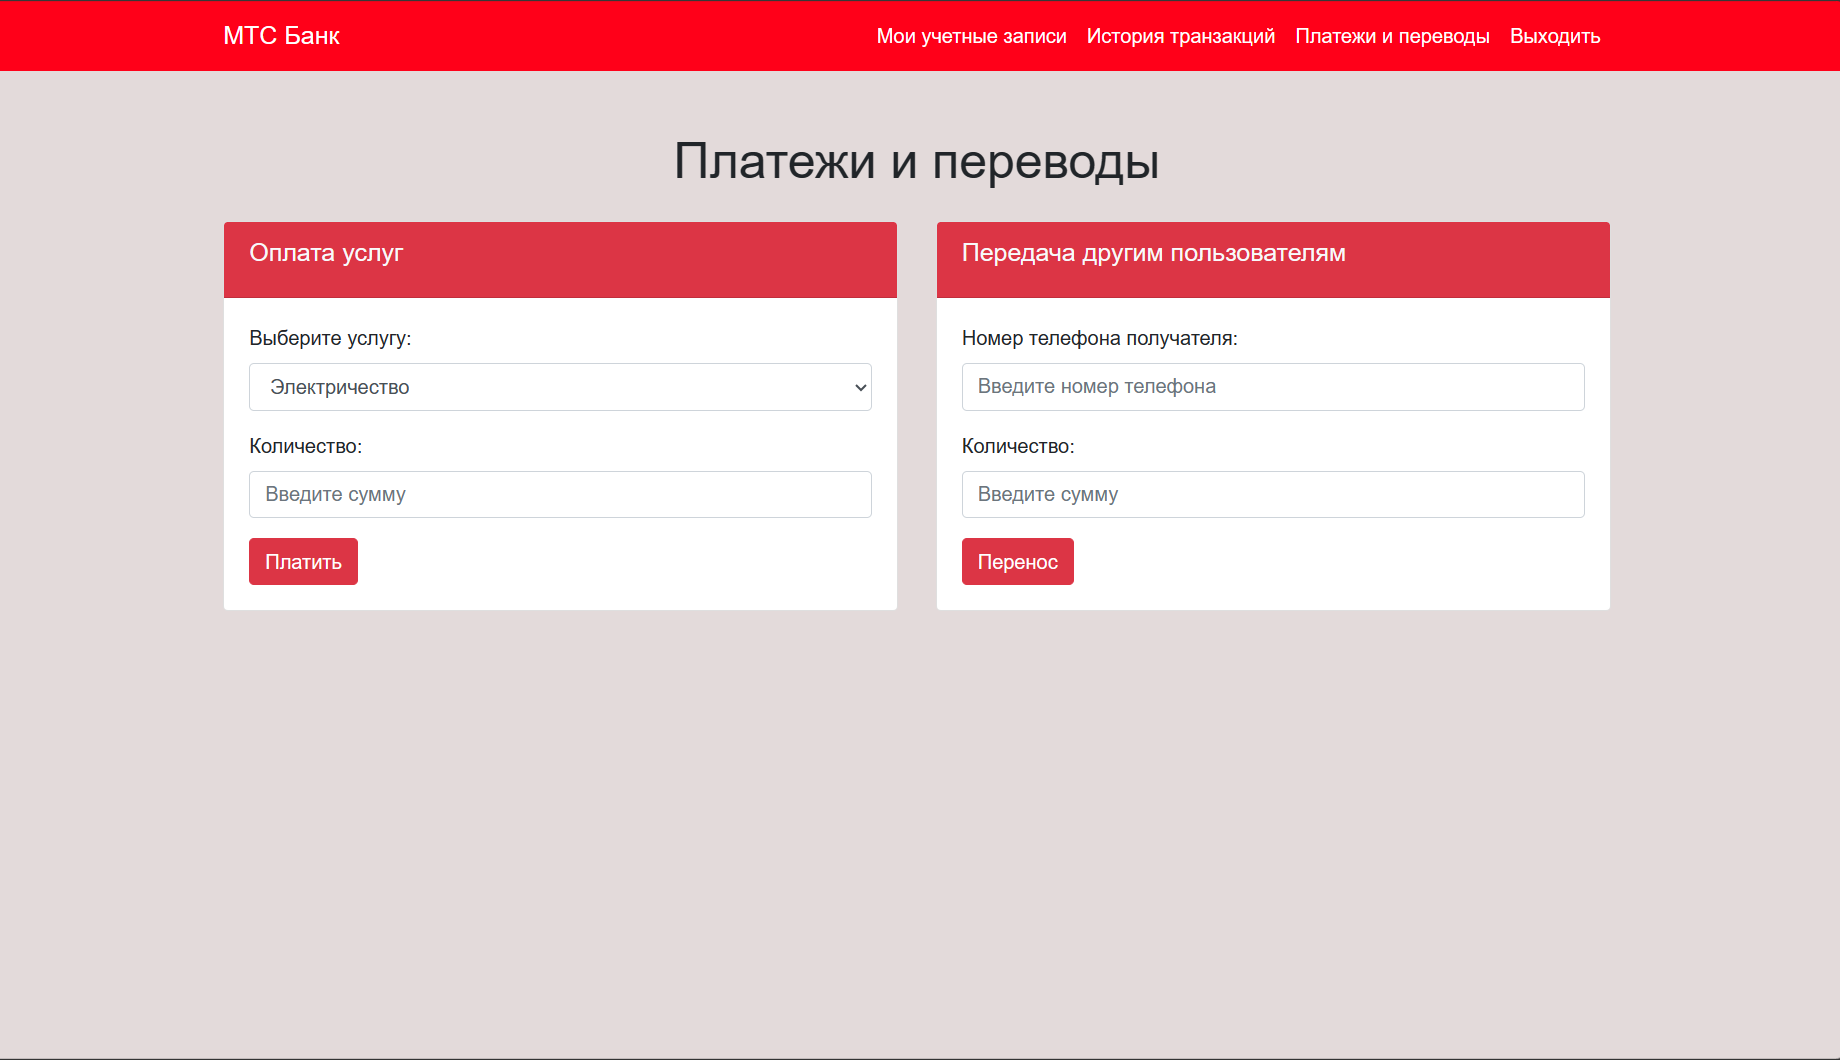 МТС Банк
Мои учетные записи История транзакций Платежи и переводы Выходить
Платежи и переводы
Оплата услуг
Выберите услугу:
Электричество
Количество:
Введите сумму
Платить
Передача другим пользователям
Номер телефона получателя:
Введите номер телефона
Количество:
Введите сумму
Перенос